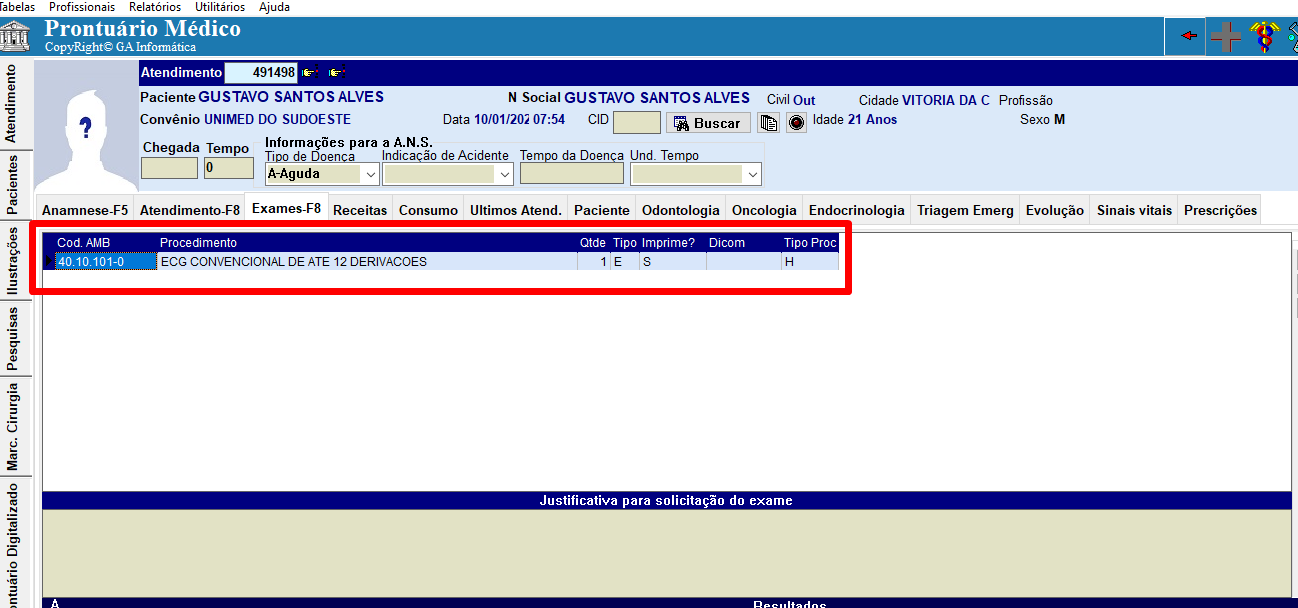 Tabelas Profissionais Relatórios Utilitários Ajuda
Prontuário Médico
CopyRight© GA Informática
Atendimento 491498
Paciente GUSTAVO SANTOS ALVES N Social GUSTAVO SANTOS ALVES Civil Out Cidade VITORIA DA C Profissão
Convênio UNIMED DO SUDOESTE Data 10/01/202 07:54 CID Buscar Idade 21 Anos Sexo M
Informações para a A.N.S.
Chegada Tempo Tipo de Doença Indicação de Acidente Tempo da Doença Und. Tempo
0 A-Aguda
Anamnese-F5 Atendimento-F8 Exames-F8 Receitas Consumo Ultimos Atend. Paciente Odontologia Oncologia Endocrinologia Triagem Emerg Evolução Sinais vitais Prescrições
Cod. AMB Procedimento Qtde Tipo Imprime? Dicom Tipo Proc
40.10.101-0 ECG CONVENCIONAL DE ATE 12 DERIVACOES 1 E S H
Justificativa para solicitação do exame
A Resultados
Atendimento
Pacientes
Ilustrações
Pesquisas
Marc. Cirurgia
ntuário Digitalizado